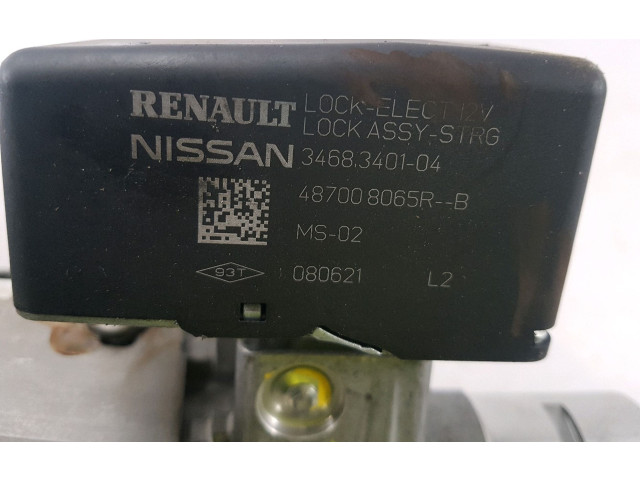 RENAULT LOCK-ELECT 12V
LOCK ASSY-STRG
NISSAN 3468.3401-04
48700 8065R--B
MS-02
93T 080621 L2